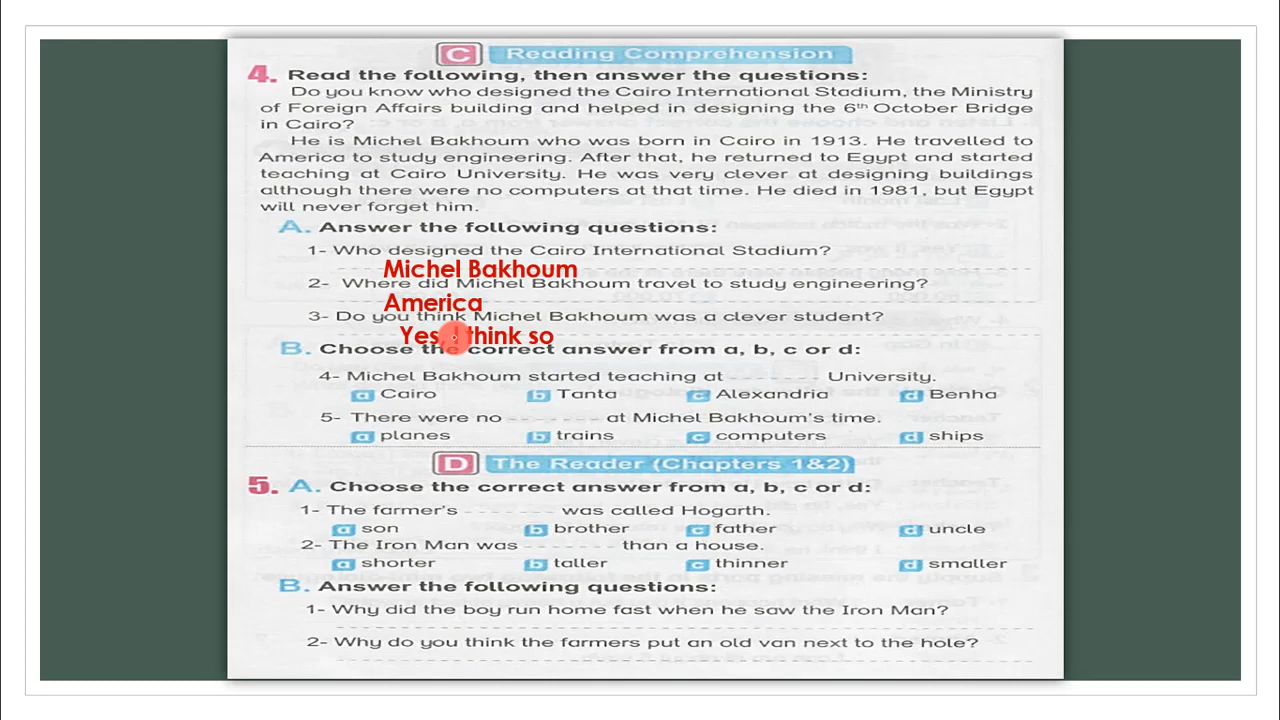 C Reading Comprehension
4. Read the following, then answer the questions:
Do you know who designed the Cairo International Stadium, the Ministry
of Foreign Affairs building and helped in designing the 6th October Bridge
in Cairo?
He is Michel Bakhoum who was born in Cairo in 1913. He travelled to
America to study engineering. After that, he returned to Egypt and started
teaching at Cairo University. He was very clever at designing buildings
although there were no computers at that time. He died in 1981, but Egypt
will never forget him.
A. Answer the following questions:
1- Who designed the Cairo International Stadium?
Michel Bakhoum
2- Where did Michel Bakhoum travel to study engineering?
America
3- Do you think Michel Bakhoum was a clever student?
Yes think so
B. Choose the correct answer from a, b, c or d:
4- Michel Bakhoum started teaching at -------- University.
a Cairo b Tanta c Alexandria d Benha
5- There were no -------- at Michel Bakhoum's time.
a planes b trains c computers d ships
D The Reader (Chapters 1&2)
5. A. Choose the correct answer from a, b, c or d:
1- The farmer's -------- was called Hogarth.
a son b brother c father d uncle
2- The Iron Man was -------- than a house.
a shorter b taller c thinner d smaller
B. Answer the following questions:
1- Why did the boy run home fast when he saw the Iron Man?
2- Why do you think the farmers put an old van next to the hole?